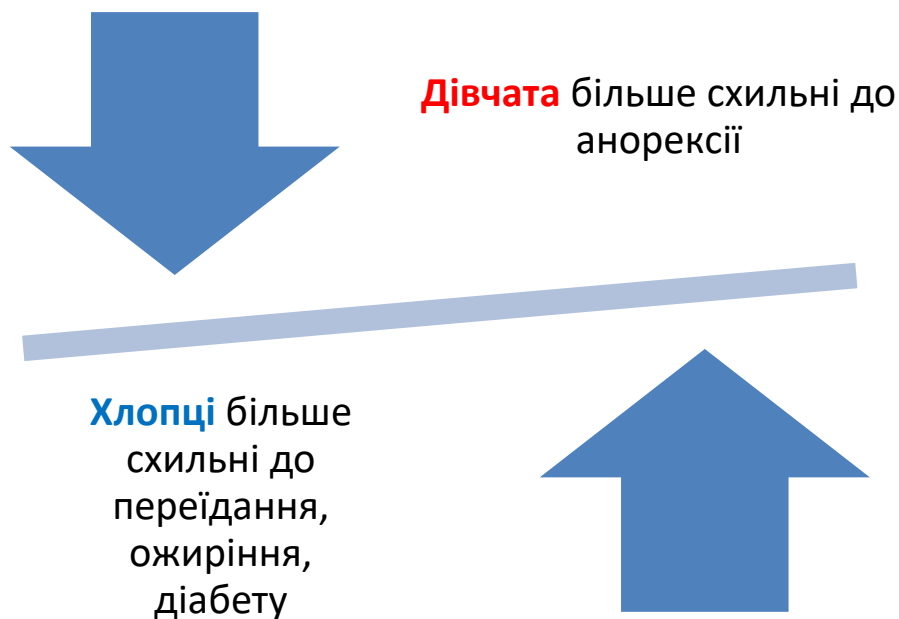 Дівчата більше схильні до
анорексії
Хлопці більше
схильні до
переїдання,
ожиріння,
діабету